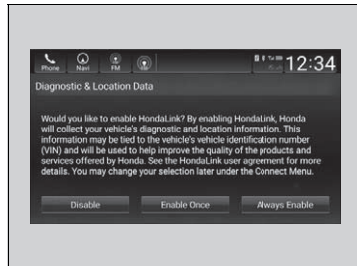 12:34
Phone Navi FM
Diagnostic & Location Data
Would you like to enable HondaLink? By enabling HondaLink, Honda
will collect your vehicle's diagnostic and location information. This
information may be tied to the vehicle's vehicle identification number
(VIN) and will be used to help improve the quality of the products and
services offered by Honda. See the HondaLink user agreement for more
details. You may change your selection later under the Connect Menu.
Disable Enable Once Always Enable